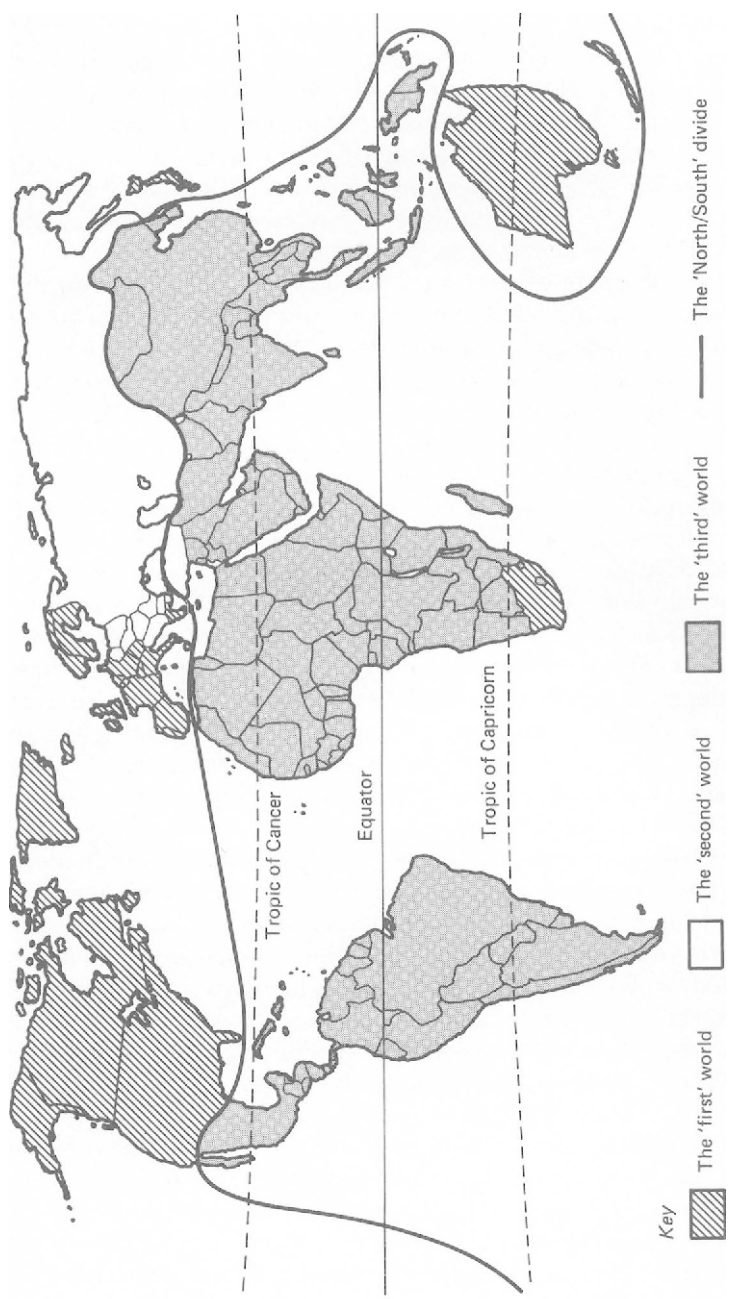 Tropic of Cancer
Equator
Tropic of Capricorn
Key
The 'first' world
The 'second' world
The 'third' world
The 'North/South' divide